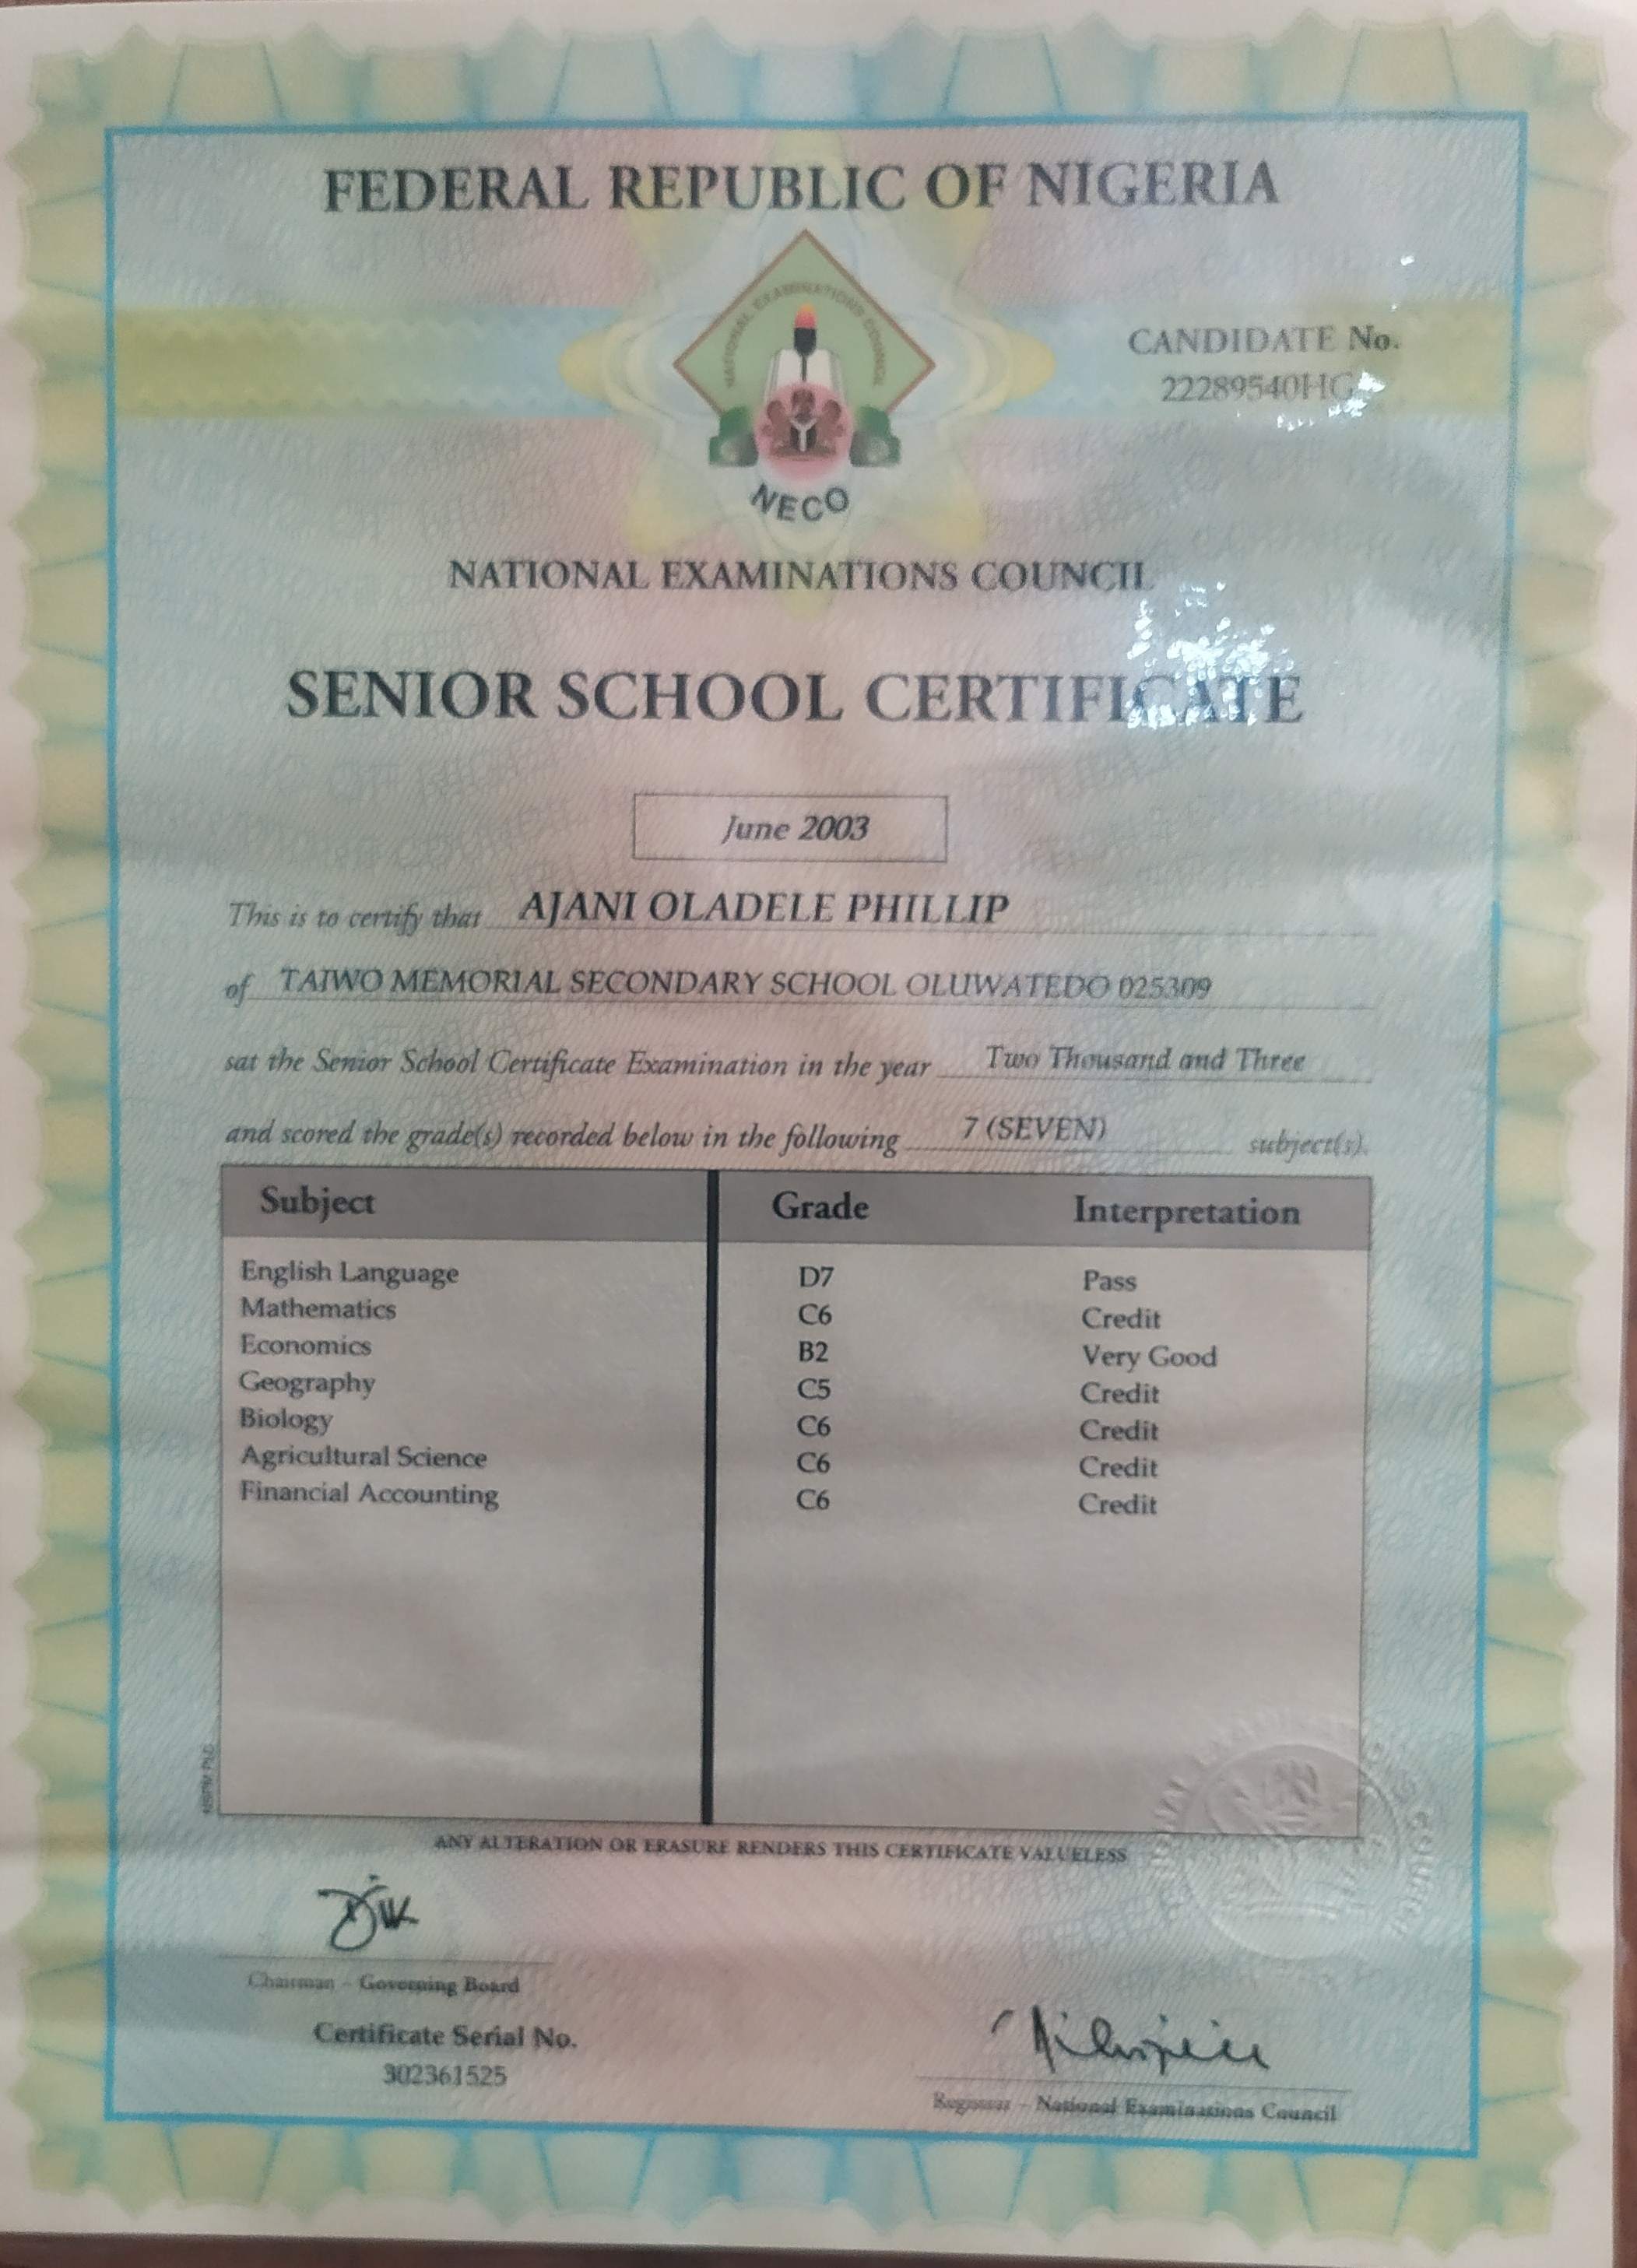 FEDERAL REPUBLIC OF NIGERIA
NATIONAL EXAMINATIONS COUNCIL
CANDIDATE No.
22289540HG
NECO
NATIONAL EXAMINATIONS COUNCIL
SENIOR SCHOOL CERTIFICATE
June 2003
This is to certify that AJANI OLADELE PHILLIP
of TAIWO MEMORIAL SECONDARY SCHOOL OLUWATEDO 025309
sat the Senior School Certificate Examination in the year Two Thousand and Three
and scored the grade(s) recorded below in the following 7 (SEVEN) subject(s).
Subject Grade Interpretation
English Language D7 Pass
Mathematics C6 Credit
Economics B2 Very Good
Geography C5 Credit
Biology C6 Credit
Agricultural Science C6 Credit
Financial Accounting C6 Credit
NSPM PLC
ANY ALTERATION OR ERASURE RENDERS THIS CERTIFICATE VALUELESS
Chairman – Governing Board
Certificate Serial No.
302361525
Registrar – National Examinations Council